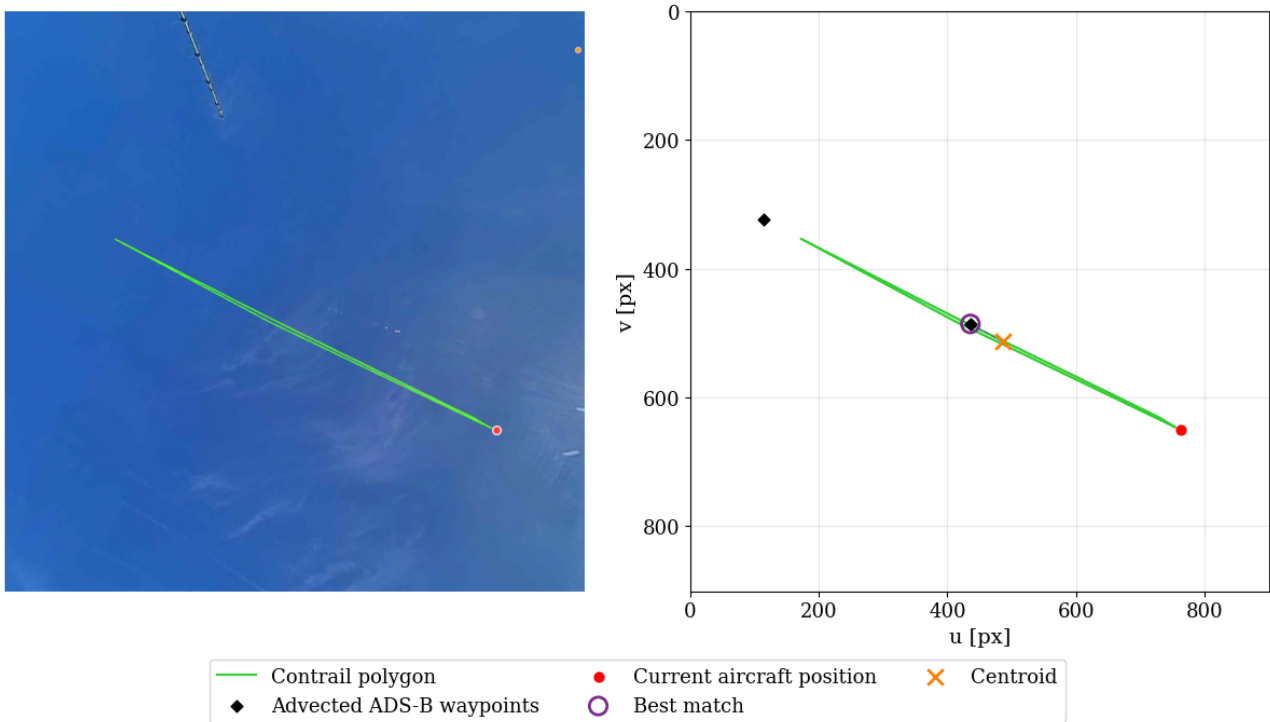 0
200
400
600
800
v [px]
0 200 400 600 800
u [px]
Contrail polygon
Advected ADS-B waypoints
Current aircraft position
Best match
Centroid